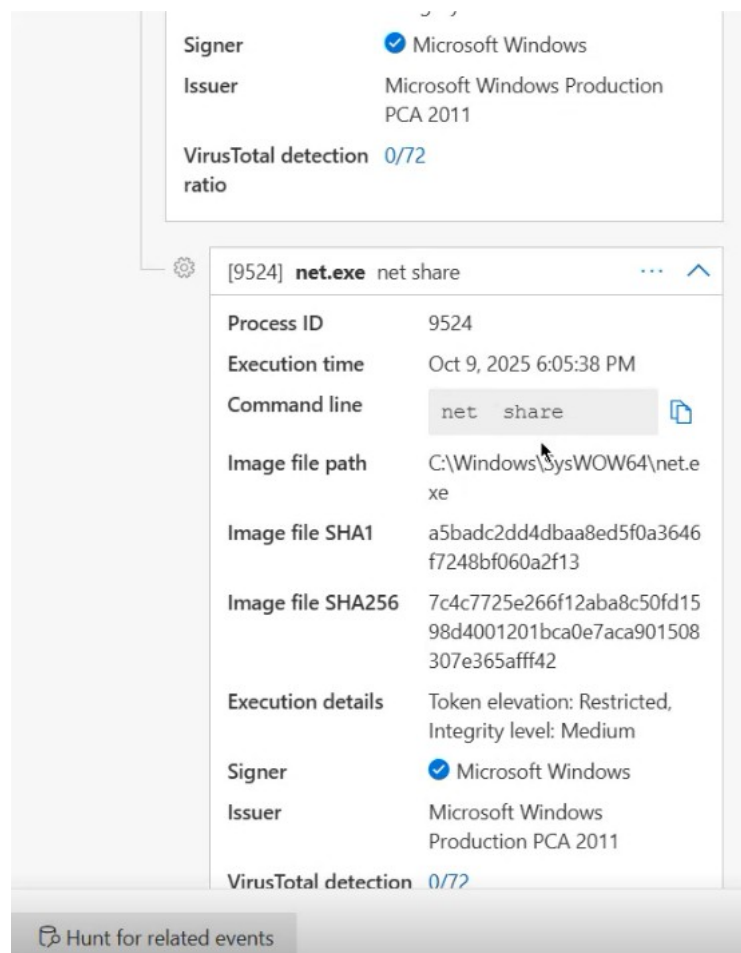 Signer Microsoft Windows
Issuer Microsoft Windows Production
PCA 2011
VirusTotal detection 0/72
ratio
[9524] net.exe net share ...
Process ID 9524
Execution time Oct 9, 2025 6:05:38 PM
Command line net  share
Image file path C:\Windows\SysWOW64\net.e
xe
Image file SHA1 a5badc2dd4dbaa8ed5f0a3646
f7248bf060a2f13
Image file SHA256 7c4c7725e266f12aba8c50fd15
98d4001201bca0e7aca901508
307e365afff42
Execution details Token elevation: Restricted,
Integrity level: Medium
Signer Microsoft Windows
Issuer Microsoft Windows
Production PCA 2011
VirusTotal detection 0/72
Hunt for related events